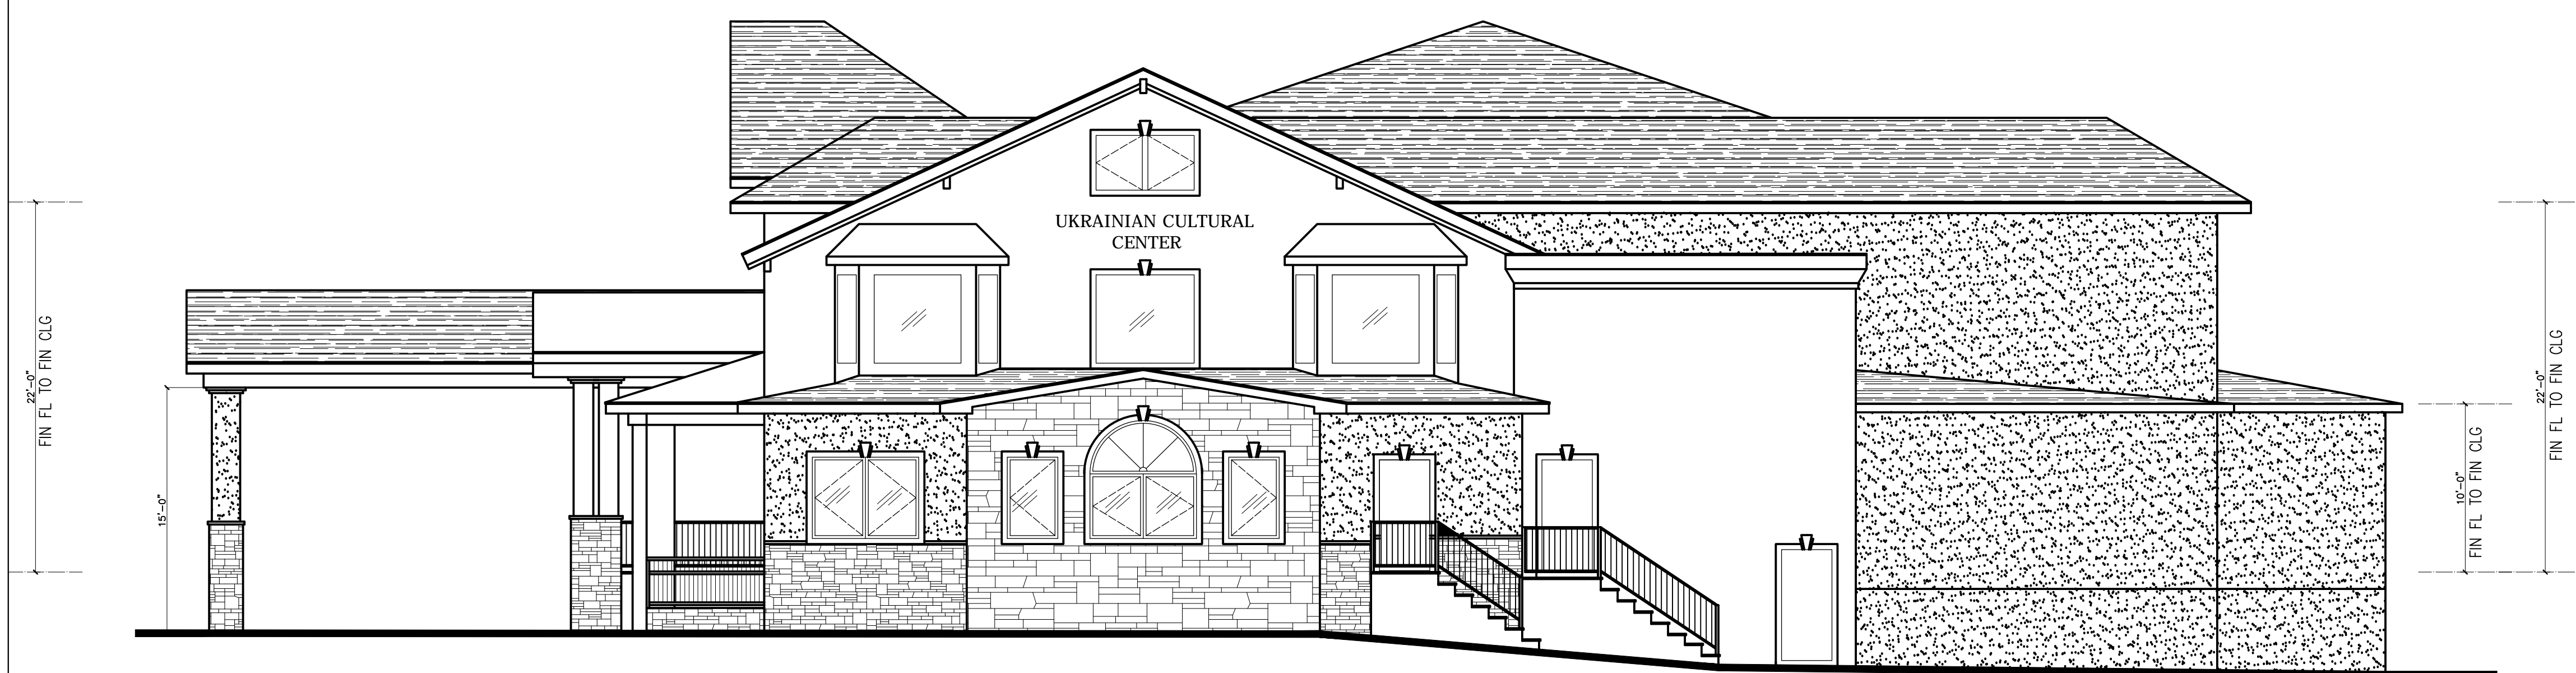 UKRAINIAN CULTURAL
CENTER
22'-0"
FIN FL TO FIN CLG
15'-0"
10'-0"
FIN FL TO FIN CLG
22'-0"
FIN FL TO FIN CLG